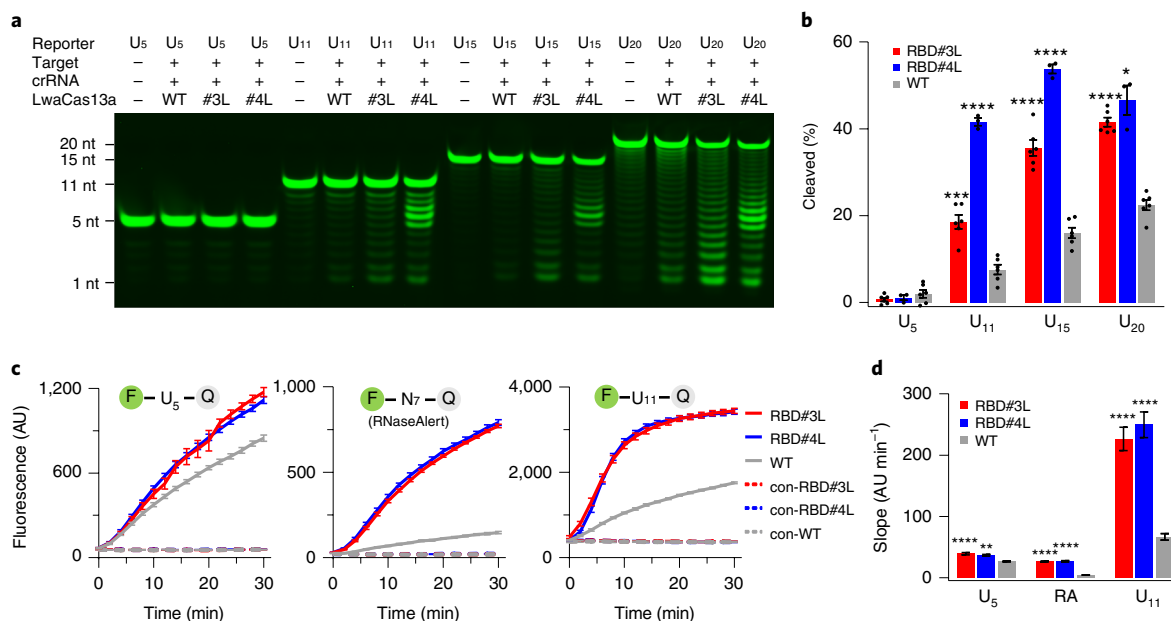 a
Reporter U5 U5 U5 U5 U11 U11 U11 U11 U15 U15 U15 U15 U20 U20 U20 U20
Target – + + + – + + + – + + + – + + +
crRNA – + + + – + + + – + + + – + + +
LwaCas13a – WT #3L #4L – WT #3L #4L – WT #3L #4L – WT #3L #4L
20 nt
15 nt
11 nt
5 nt
1 nt
b
RBD#3L
RBD#4L
WT
Cleaved (%)
60
40
20
0
*** ****
**** ****
**** *
U5 U11 U15 U20
c
Fluorescence (AU)
1,200
600
0
F U5 Q
0 10 20 30
Time (min)
1,000
500
0
F N7 Q
(RNaseAlert)
0 10 20 30
Time (min)
4,000
2,000
0
F U11 Q
0 10 20 30
Time (min)
RBD#3L
RBD#4L
WT
con-RBD#3L
con-RBD#4L
con-WT
d
RBD#3L
RBD#4L
WT
Slope (AU min−1)
300
200
100
0
**** **
**** ****
**** ****
U5 RA U11